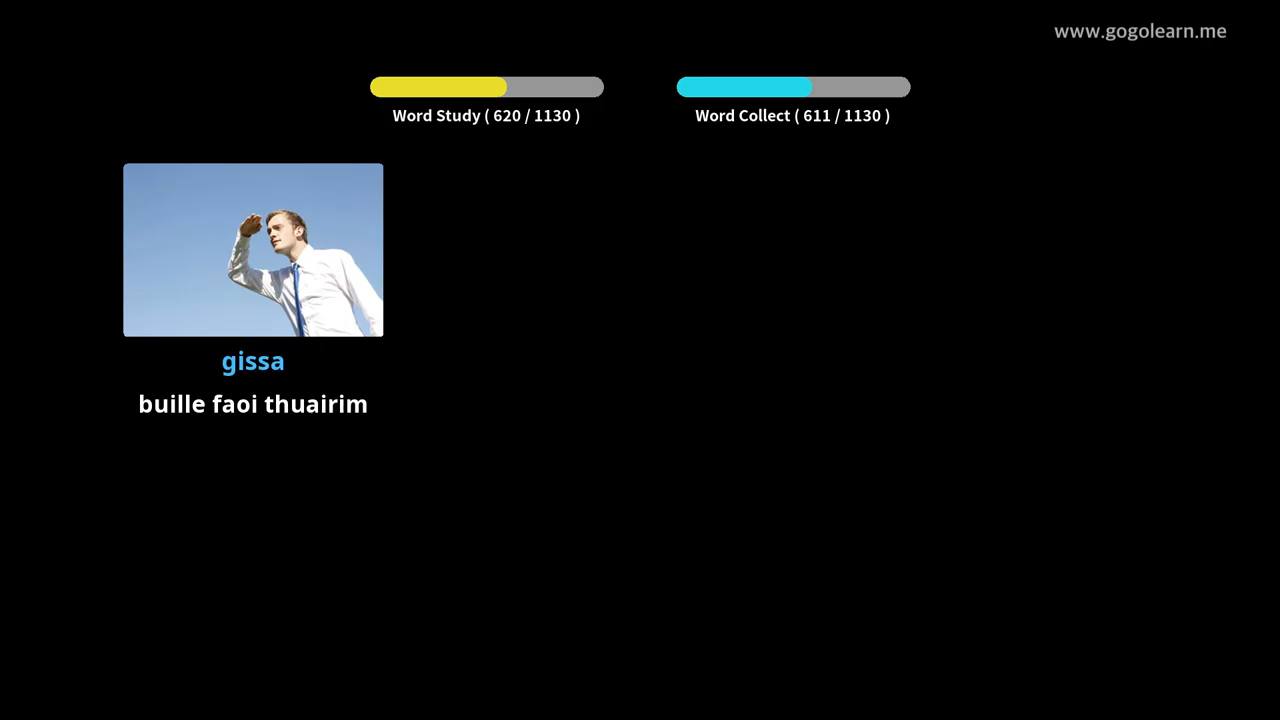 www.gogolearn.me
Word Study ( 620 / 1130 )
Word Collect ( 611 / 1130 )
gissa
buille faoi thuairim